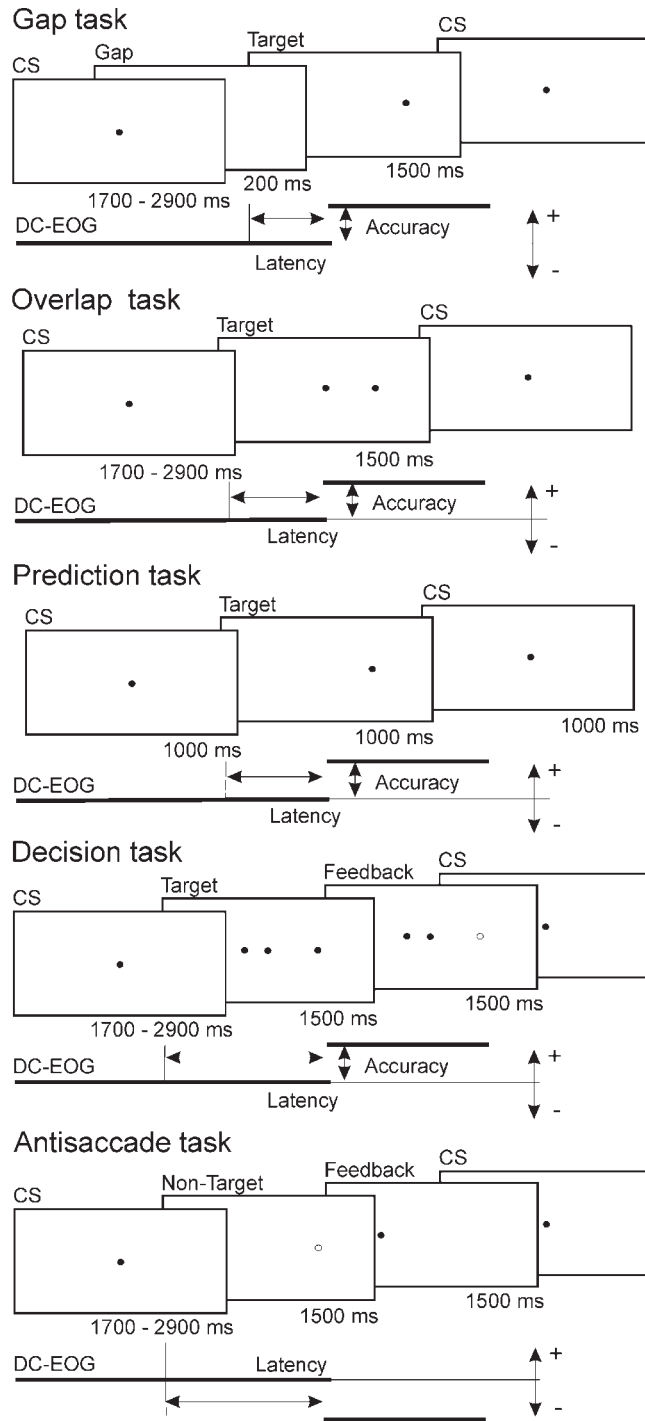 Gap task
CS
Gap
Target
CS
1700 - 2900 ms
200 ms
1500 ms
DC-EOG
Latency
Accuracy
+
-
Overlap task
CS
Target
CS
1700 - 2900 ms
1500 ms
DC-EOG
Latency
Accuracy
+
-
Prediction task
CS
Target
CS
1000 ms
1000 ms
1000 ms
DC-EOG
Latency
Accuracy
+
-
Decision task
CS
Target
Feedback
CS
1700 - 2900 ms
1500 ms
1500 ms
DC-EOG
Latency
Accuracy
+
-
Antisaccade task
CS
Non-Target
Feedback
CS
1700 - 2900 ms
1500 ms
1500 ms
DC-EOG
Latency
+
-